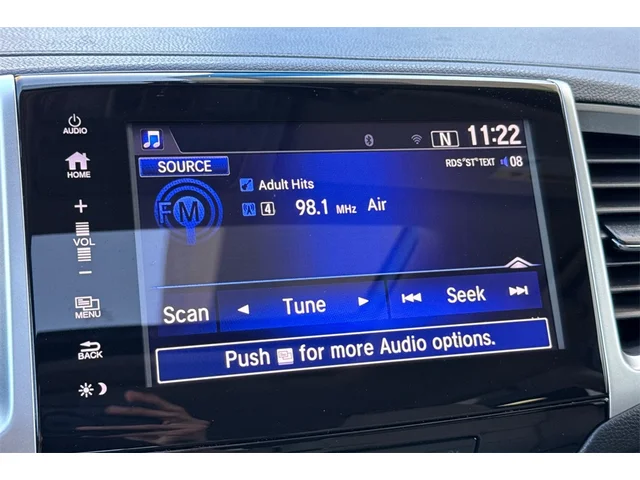 AUDIO
HOME
+
VOL
−
MENU
BACK
N 11:22
SOURCE
RDS "ST" TEXT 08
Adult Hits
FM
4 98.1 MHz Air
Scan Tune Seek
Push for more Audio options.